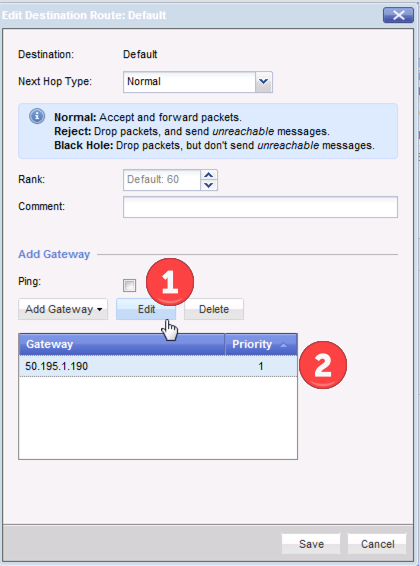 Edit Destination Route: Default
Destination: Default
Next Hop Type: Normal
Normal: Accept and forward packets.
Reject: Drop packets, and send unreachable messages.
Black Hole: Drop packets, but don't send unreachable messages.
Rank: Default: 60
Comment:
Add Gateway
Ping:
1
Add Gateway Edit Delete
Gateway Priority
50.195.1.190 1
2
Save Cancel